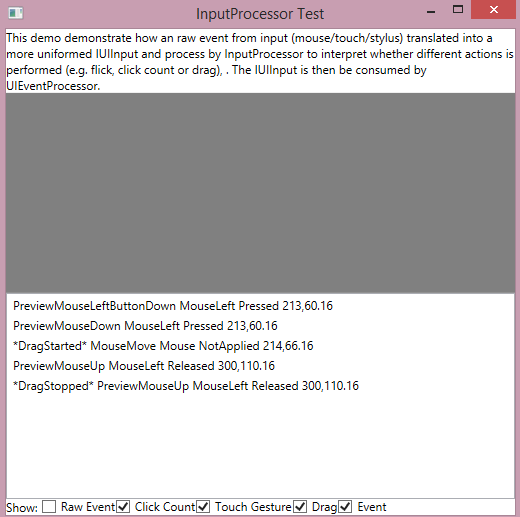 InputProcessor Test
This demo demonstrate how an raw event from input (mouse/touch/stylus) translated into a
more uniformed IUIInput and process by InputProcessor to interpret whether different actions is
performed (e.g. flick, click count or drag), . The IUIInput is then be consumed by
UIEventProcessor.
PreviewMouseLeftButtonDown MouseLeft Pressed 213,60.16
PreviewMouseDown MouseLeft Pressed 213,60.16
*DragStarted* MouseMove Mouse NotApplied 214,66.16
PreviewMouseUp MouseLeft Released 300,110.16
*DragStopped* PreviewMouseUp MouseLeft Released 300,110.16
Show: Raw Event Click Count Touch Gesture Drag Event